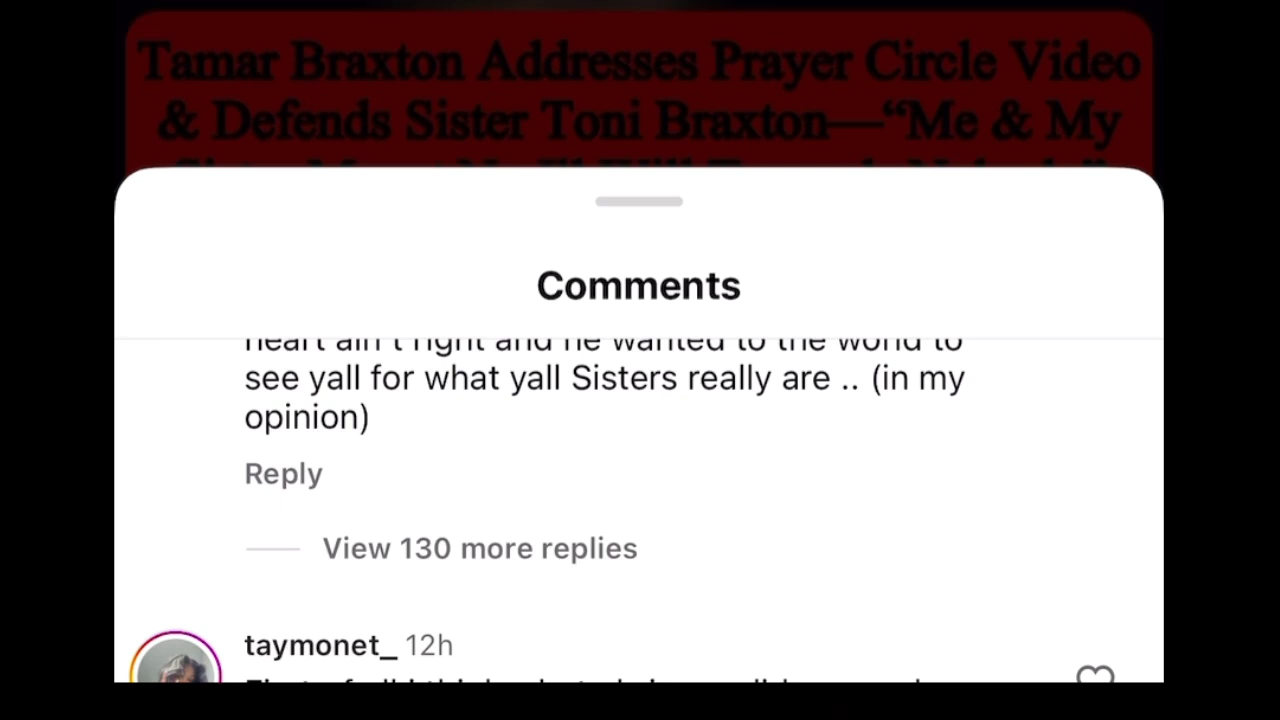 Tamar Braxton Addresses Prayer Circle Video
& Defends Sister Toni Braxton—“Me & My
Comments
heart ain't right and he wanted to the world to
see yall for what yall Sisters really are .. (in my
opinion)
Reply
View 130 more replies
taymonet_ 12h